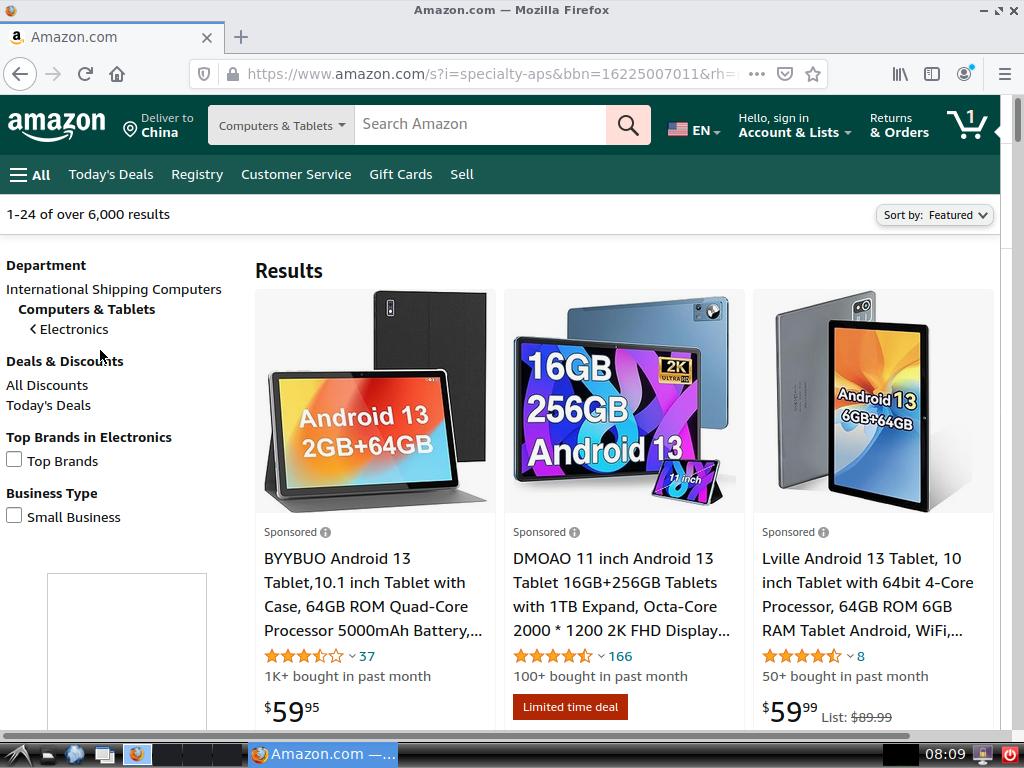 Amazon.com — Mozilla Firefox
Amazon.com
https://www.amazon.com/s?i=specialty-aps&bbn=16225007011&rh=
amazon
Deliver to
China
Computers & Tablets
Search Amazon
EN
Hello, sign in
Account & Lists
Returns
& Orders
1
All
Today's Deals
Registry
Customer Service
Gift Cards
Sell
1-24 of over 6,000 results
Sort by: Featured
Department
International Shipping Computers
Computers & Tablets
Electronics
Deals & Discounts
All Discounts
Today's Deals
Top Brands in Electronics
Top Brands
Business Type
Small Business
Results
Android 13
2GB+64GB
Sponsored
BYYBUO Android 13
Tablet,10.1 inch Tablet with
Case, 64GB ROM Quad-Core
Processor 5000mAh Battery,...
37
1K+ bought in past month
$59 95
16GB
256GB
Android 13
2K
ULTRA HD
11 inch
Sponsored
DMOAO 11 inch Android 13
Tablet 16GB+256GB Tablets
with 1TB Expand, Octa-Core
2000 * 1200 2K FHD Display...
166
100+ bought in past month
Limited time deal
Android 13
6GB+64GB
Sponsored
Lville Android 13 Tablet, 10
inch Tablet with 64bit 4-Core
Processor, 64GB ROM 6GB
RAM Tablet Android, WiFi,...
8
50+ bought in past month
$59 99 List: $89.99
Amazon.com —...
08:09